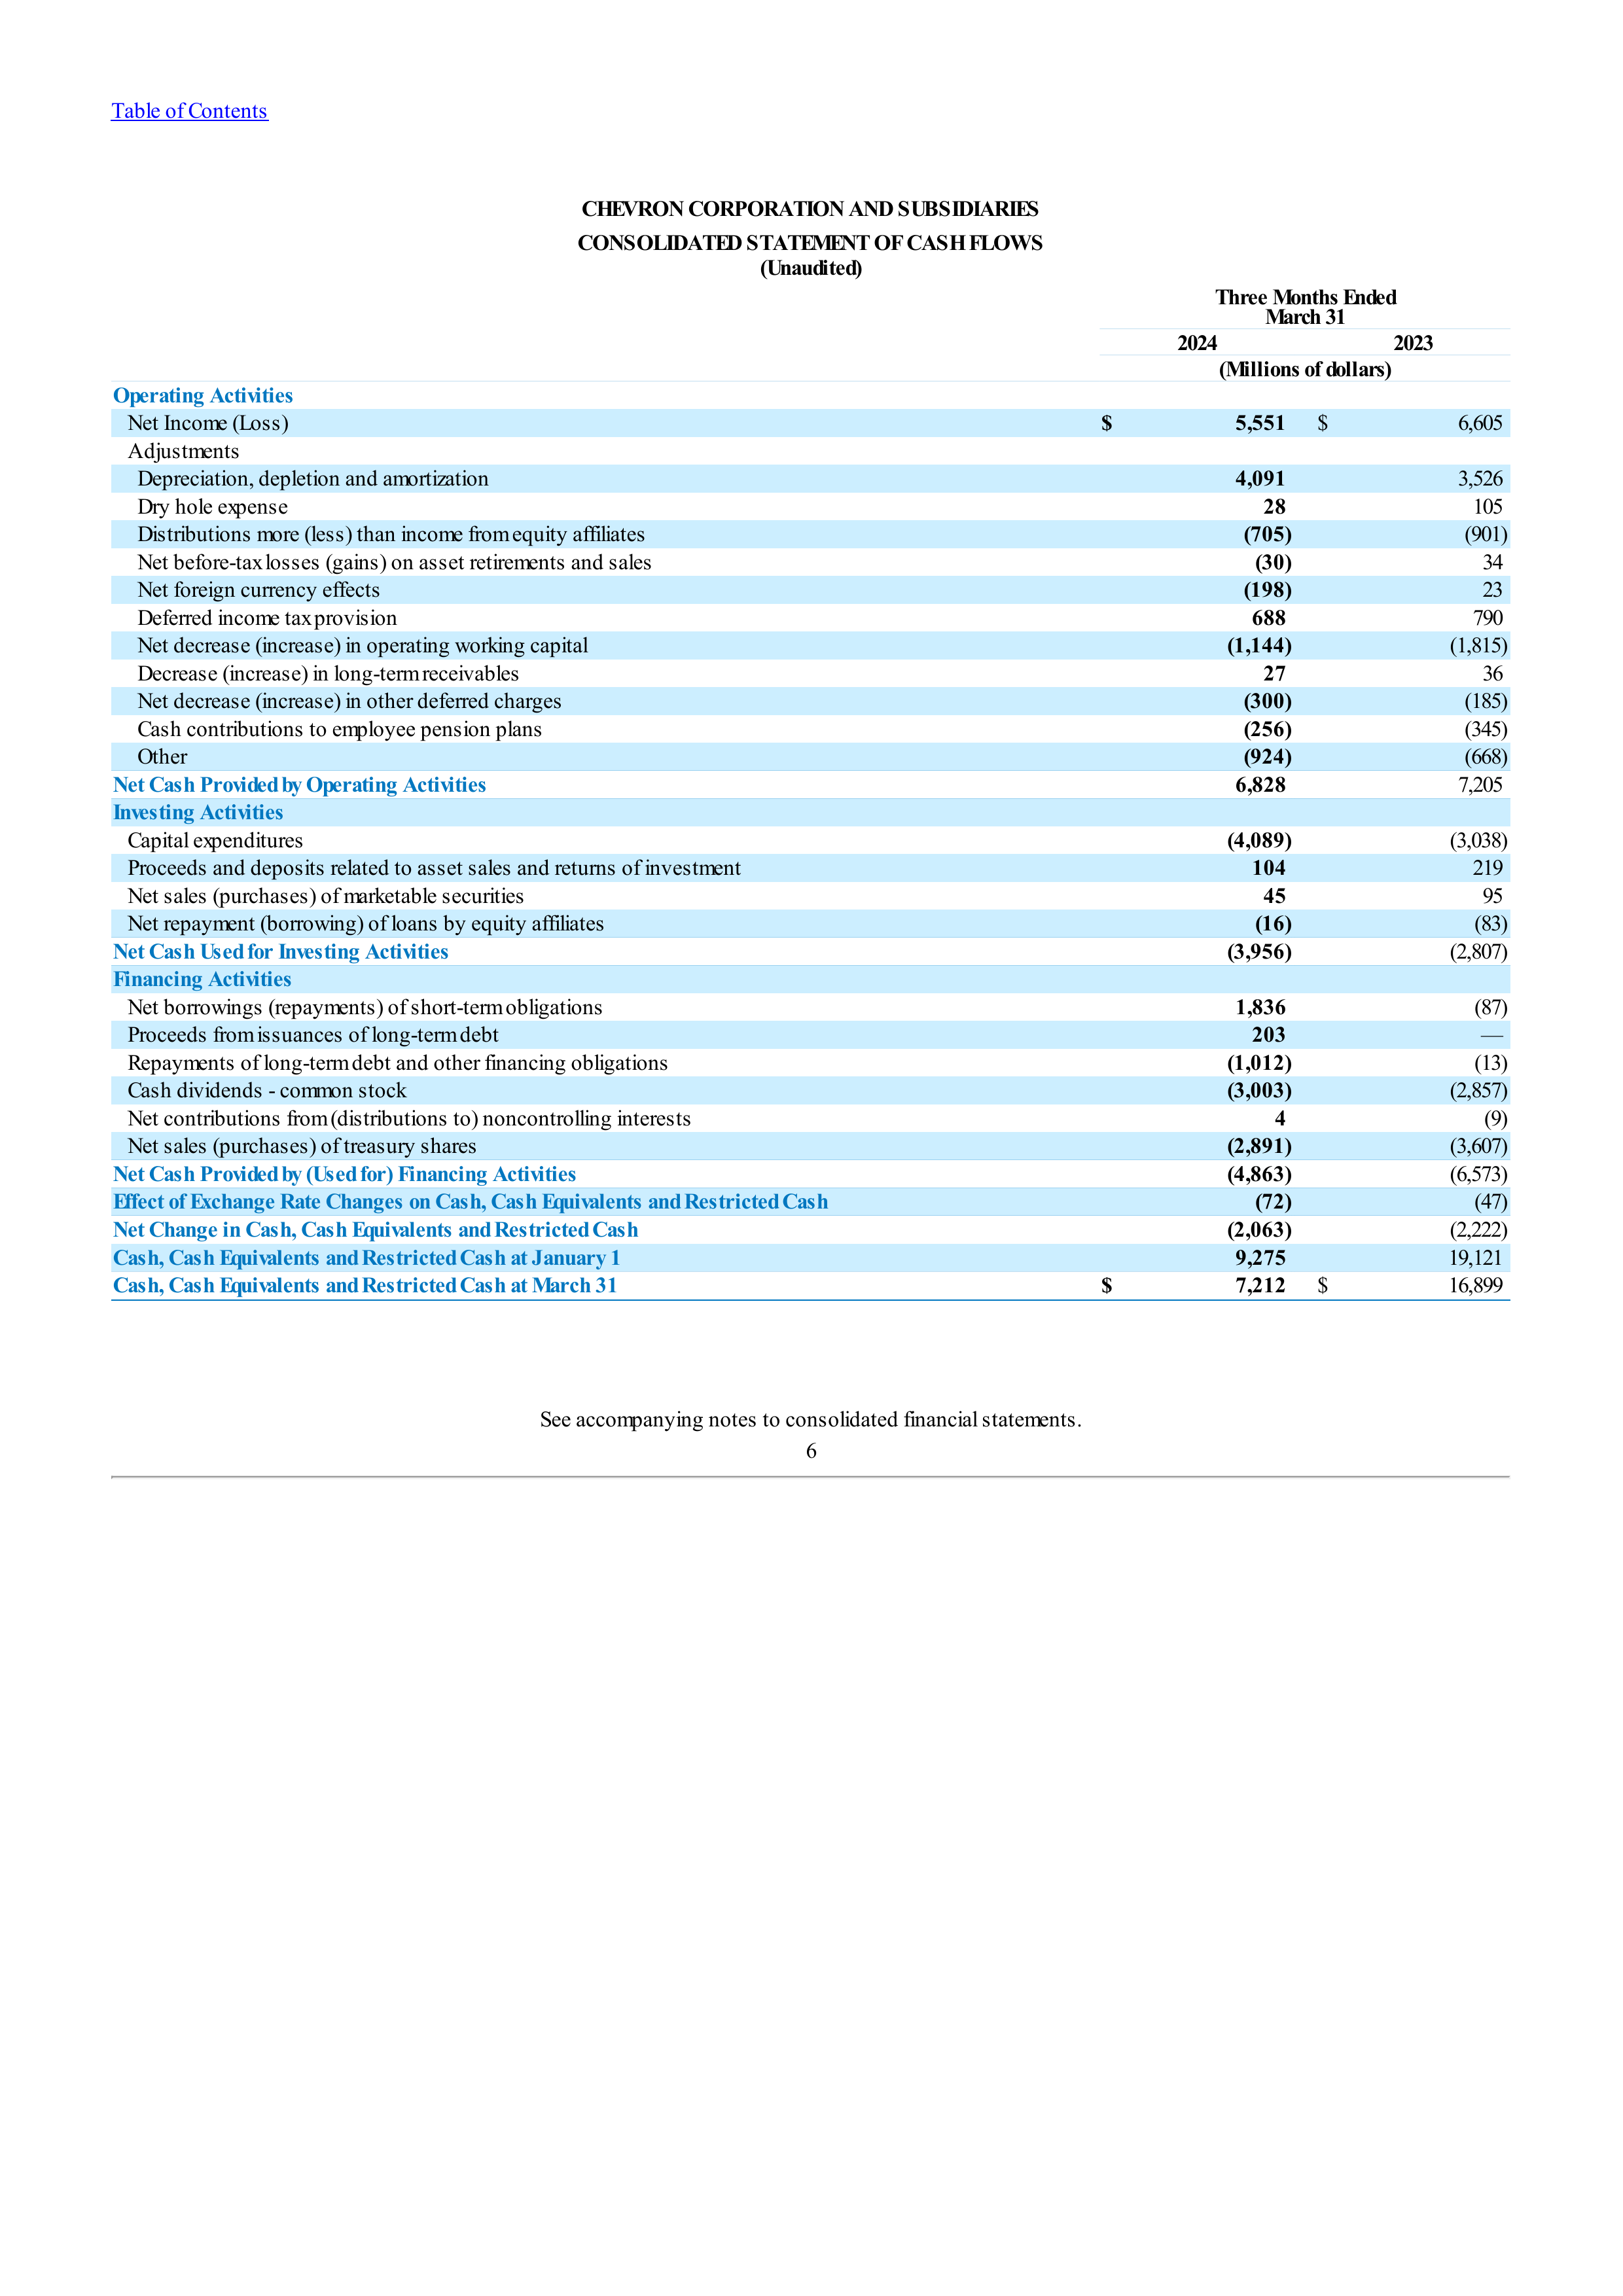 Table of Contents
CHEVRON CORPORATION AND SUBSIDIARIES
CONSOLIDATED STATEMENT OF CASH FLOWS
(Unaudited)
Three Months Ended
March 31
2024 2023
(Millions of dollars)
Operating Activities
Net Income (Loss) $ 5,551 $ 6,605
Adjustments
Depreciation, depletion and amortization 4,091 3,526
Dry hole expense 28 105
Distributions more (less) than income from equity affiliates (705) (901)
Net before-tax losses (gains) on asset retirements and sales (30) 34
Net foreign currency effects (198) 23
Deferred income tax provision 688 790
Net decrease (increase) in operating working capital (1,144) (1,815)
Decrease (increase) in long-term receivables 27 36
Net decrease (increase) in other deferred charges (300) (185)
Cash contributions to employee pension plans (256) (345)
Other (924) (668)
Net Cash Provided by Operating Activities 6,828 7,205
Investing Activities
Capital expenditures (4,089) (3,038)
Proceeds and deposits related to asset sales and returns of investment 104 219
Net sales (purchases) of marketable securities 45 95
Net repayment (borrowing) of loans by equity affiliates (16) (83)
Net Cash Used for Investing Activities (3,956) (2,807)
Financing Activities
Net borrowings (repayments) of short-term obligations 1,836 (87)
Proceeds from issuances of long-term debt 203 —
Repayments of long-term debt and other financing obligations (1,012) (13)
Cash dividends - common stock (3,003) (2,857)
Net contributions from (distributions to) noncontrolling interests 4 (9)
Net sales (purchases) of treasury shares (2,891) (3,607)
Net Cash Provided by (Used for) Financing Activities (4,863) (6,573)
Effect of Exchange Rate Changes on Cash, Cash Equivalents and Restricted Cash (72) (47)
Net Change in Cash, Cash Equivalents and Restricted Cash (2,063) (2,222)
Cash, Cash Equivalents and Restricted Cash at January 1 9,275 19,121
Cash, Cash Equivalents and Restricted Cash at March 31 $ 7,212 $ 16,899
See accompanying notes to consolidated financial statements.
6